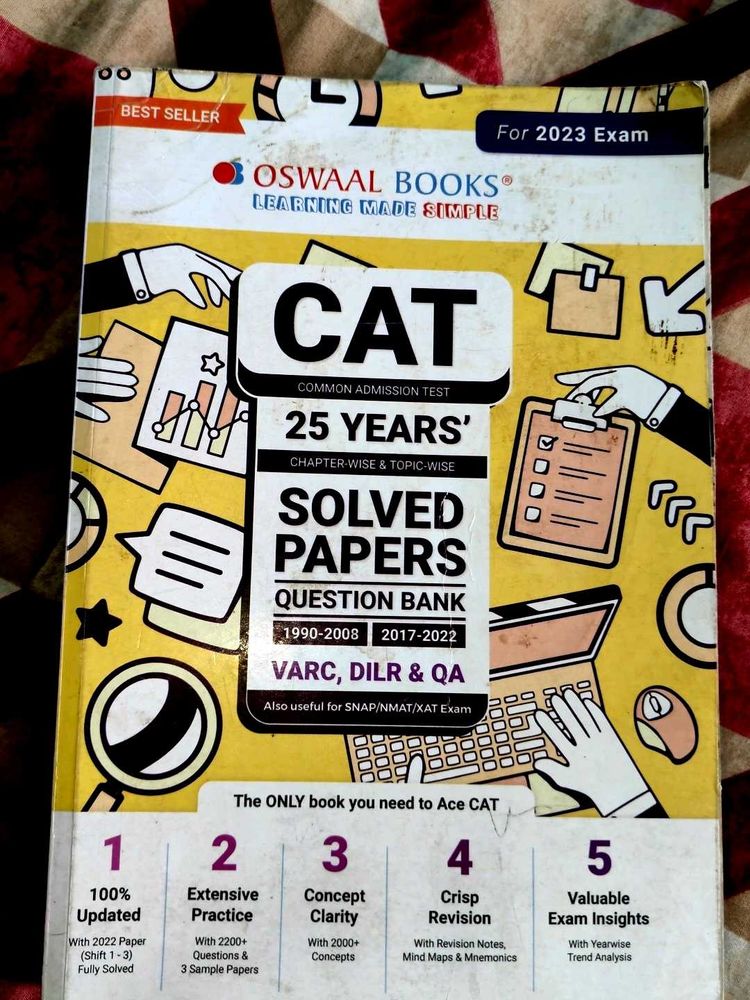 BEST SELLER
For 2023 Exam
OSWAAL BOOKS®
LEARNING MADE SIMPLE
CAT
COMMON ADMISSION TEST
25 YEARS'
CHAPTER-WISE & TOPIC-WISE
SOLVED
PAPERS
QUESTION BANK
1990-2008 2017-2022
VARC, DILR & QA
Also useful for SNAP/NMAT/XAT Exam
The ONLY book you need to Ace CAT
1
100%
Updated
With 2022 Paper
(Shift 1 - 3)
Fully Solved
2
Extensive
Practice
With 2200+
Questions &
3 Sample Papers
3
Concept
Clarity
With 2000+
Concepts
4
Crisp
Revision
With Revision Notes,
Mind Maps & Mnemonics
5
Valuable
Exam Insights
With Yearwise
Trend Analysis